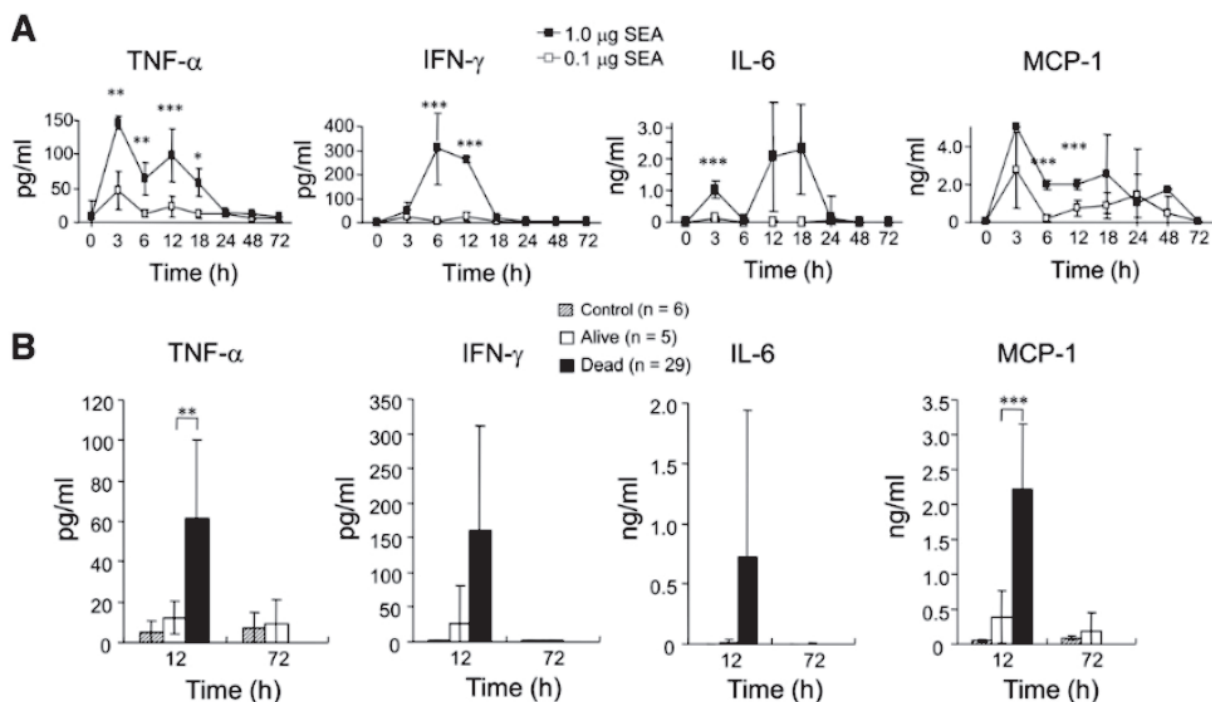 A
■ 1.0 μg SEA
□ 0.1 μg SEA
TNF-α
IFN-γ
IL-6
MCP-1
pg/ml
150
100
50
0
** ** *** *
0 3 6 12 18 24 48 72
Time (h)
pg/ml
400
300
200
100
0
*** ***
0 3 6 12 18 24 48 72
Time (h)
ng/ml
3.0
2.0
1.0
0
***
0 3 6 12 18 24 48 72
Time (h)
ng/ml
4.0
2.0
0
*** ***
0 3 6 12 18 24 48 72
Time (h)
B
Control (n = 6)
Alive (n = 5)
Dead (n = 29)
TNF-α
IFN-γ
IL-6
MCP-1
pg/ml
120
100
80
60
40
20
0
**
12 72
Time (h)
pg/ml
350
300
250
200
150
100
50
0
12 72
Time (h)
ng/ml
2.0
1.5
1.0
0.5
0
12 72
Time (h)
ng/ml
3.5
3.0
2.5
2.0
1.5
1.0
0.5
0
***
12 72
Time (h)